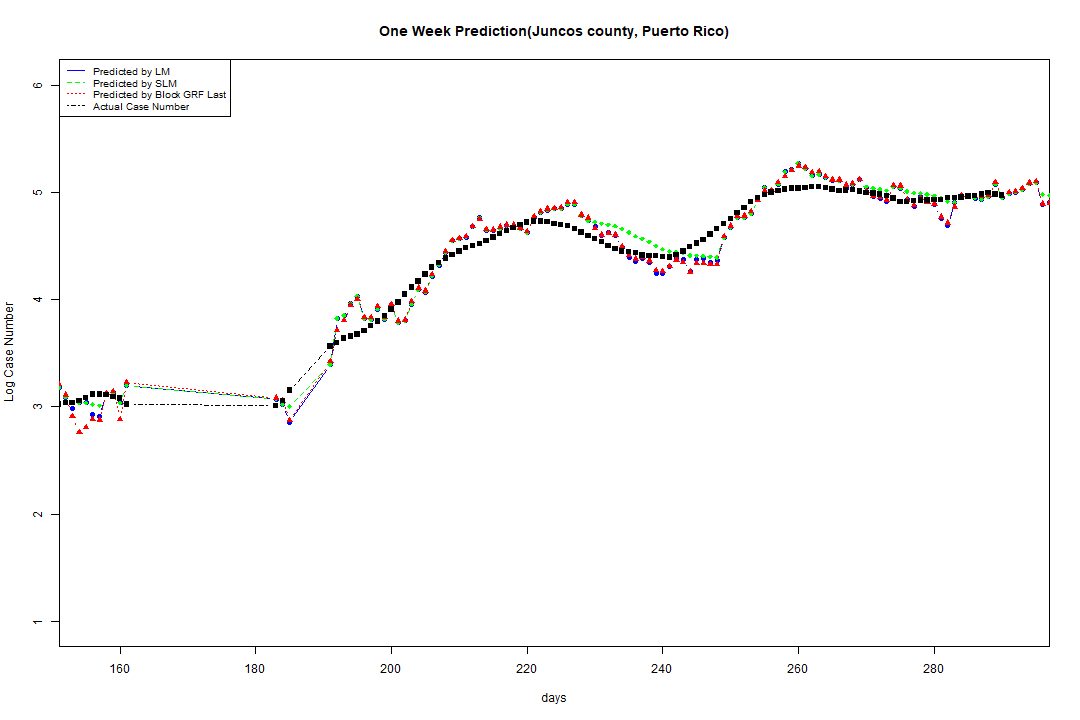 One Week Prediction(Juncos county, Puerto Rico)
Predicted by LM
Predicted by SLM
Predicted by Block GRF Last
Actual Case Number
6
5
4
3
2
1
Log Case Number
160 180 200 220 240 260 280
days